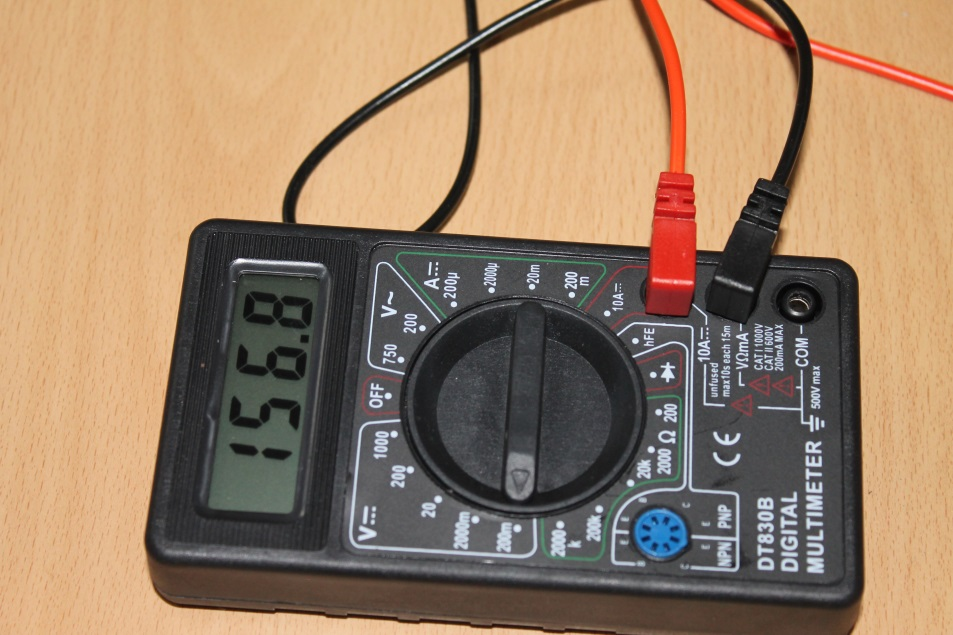 156.8
A
200µ
2000µ
20m
200
m
10A
V~
200
750
OFF
V
1000
200
20
2000m
200m
2000
k
200k
20k
2000
Ω
200
hFE
10A
unfused
max10s each 15m
VΩmA
CAT I 1000V
CAT II 600V
200mA MAX
COM
500V max
CE
E
B
C
E
E
PNP
E
E
B
C
NPN
DT830B
DIGITAL
MULTIMETER